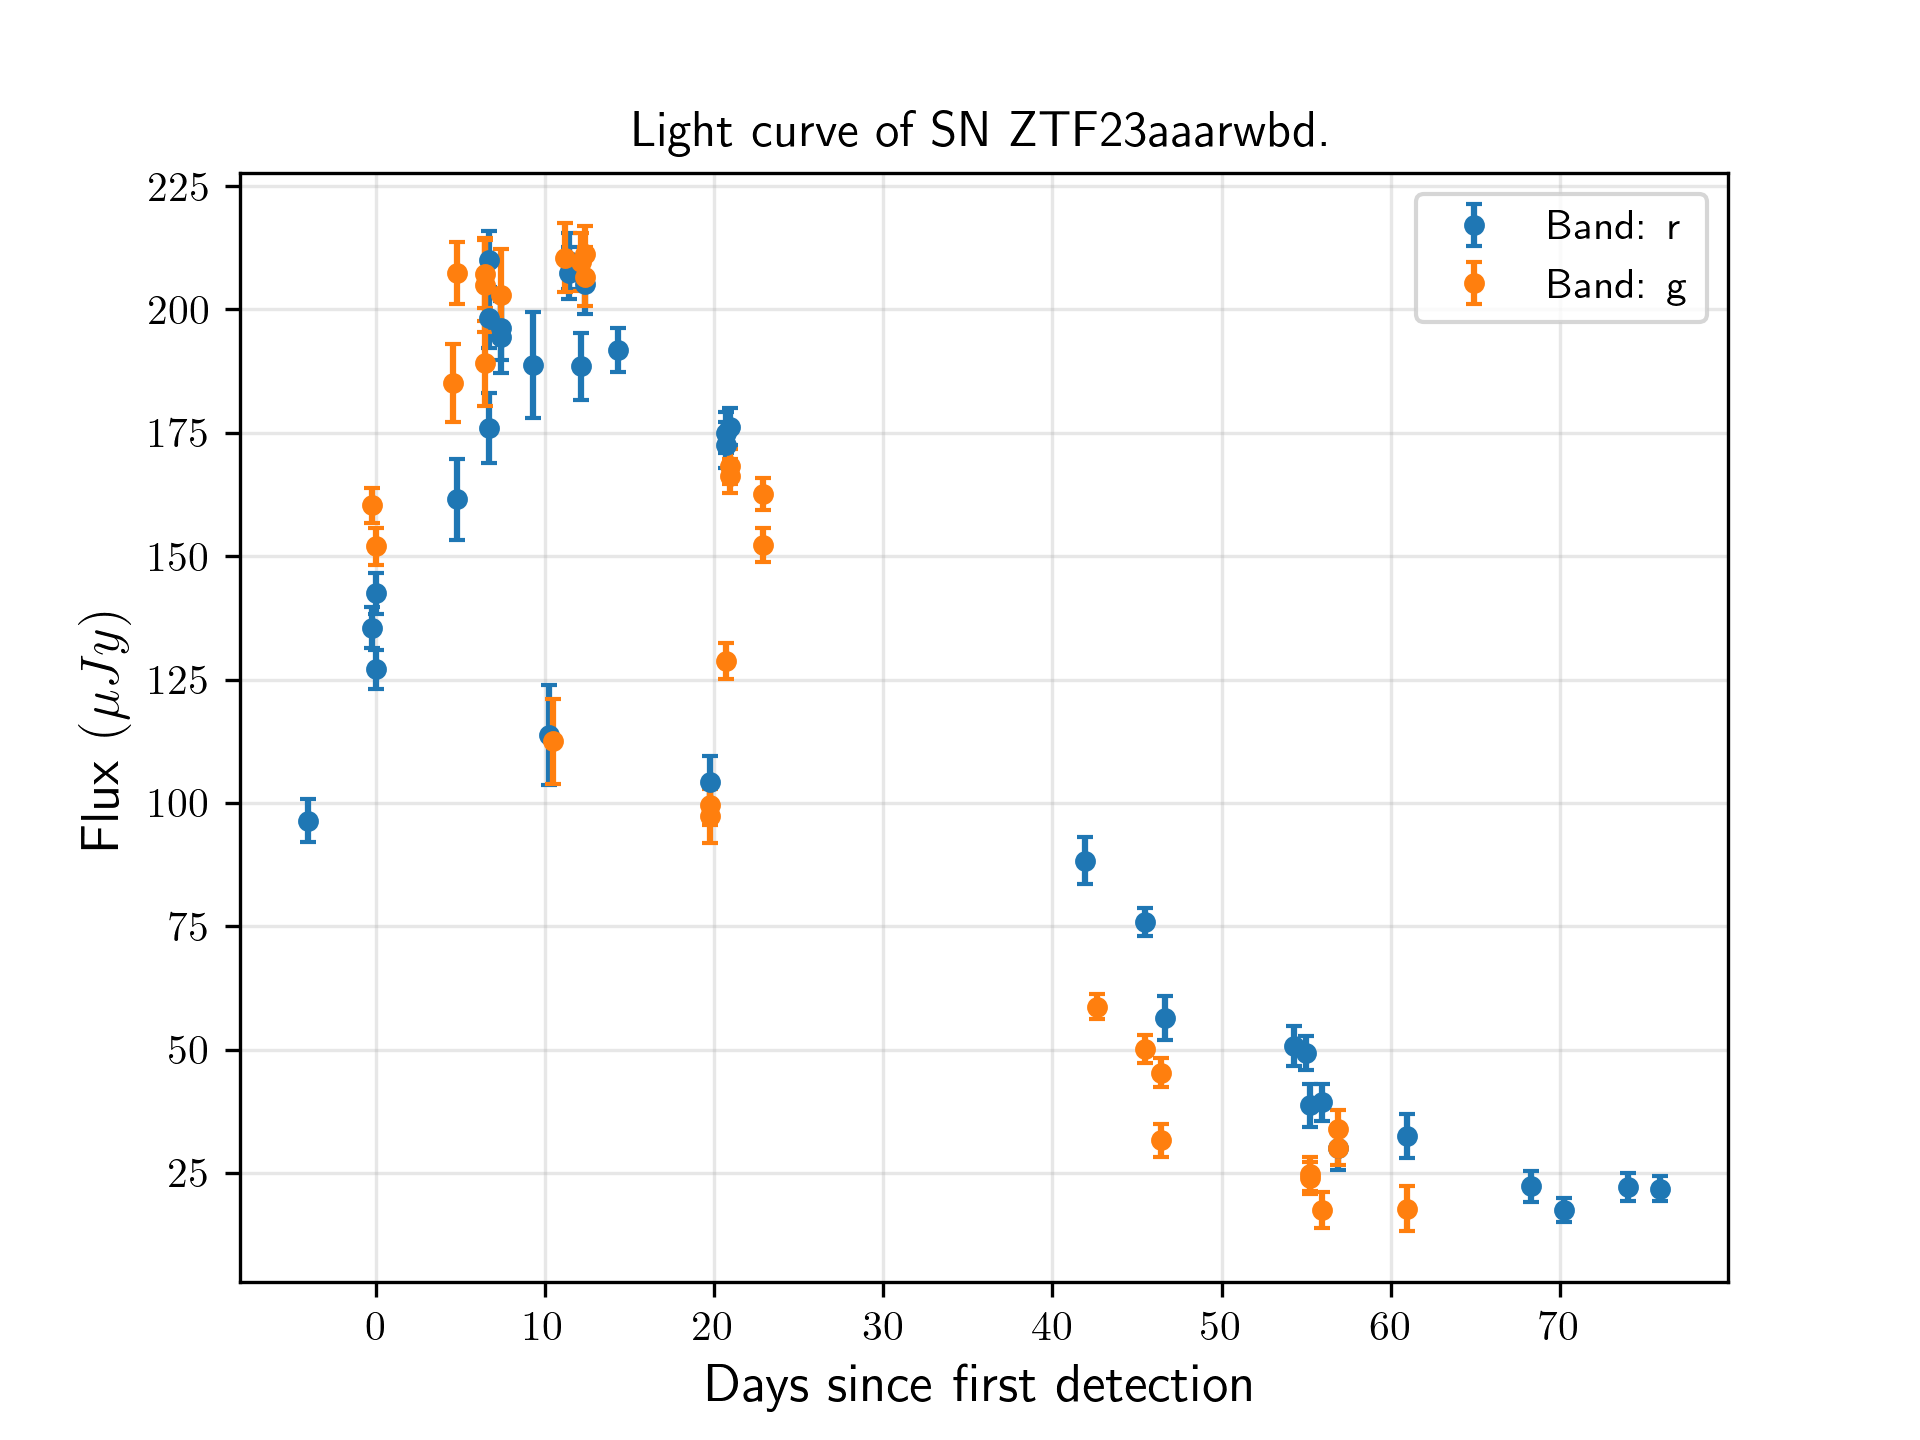 Light curve of SN ZTF23aaarwbd.
225
200
175
150
125
100
75
50
25
Flux (μJy)
Band: r
Band: g
0 10 20 30 40 50 60 70
Days since first detection